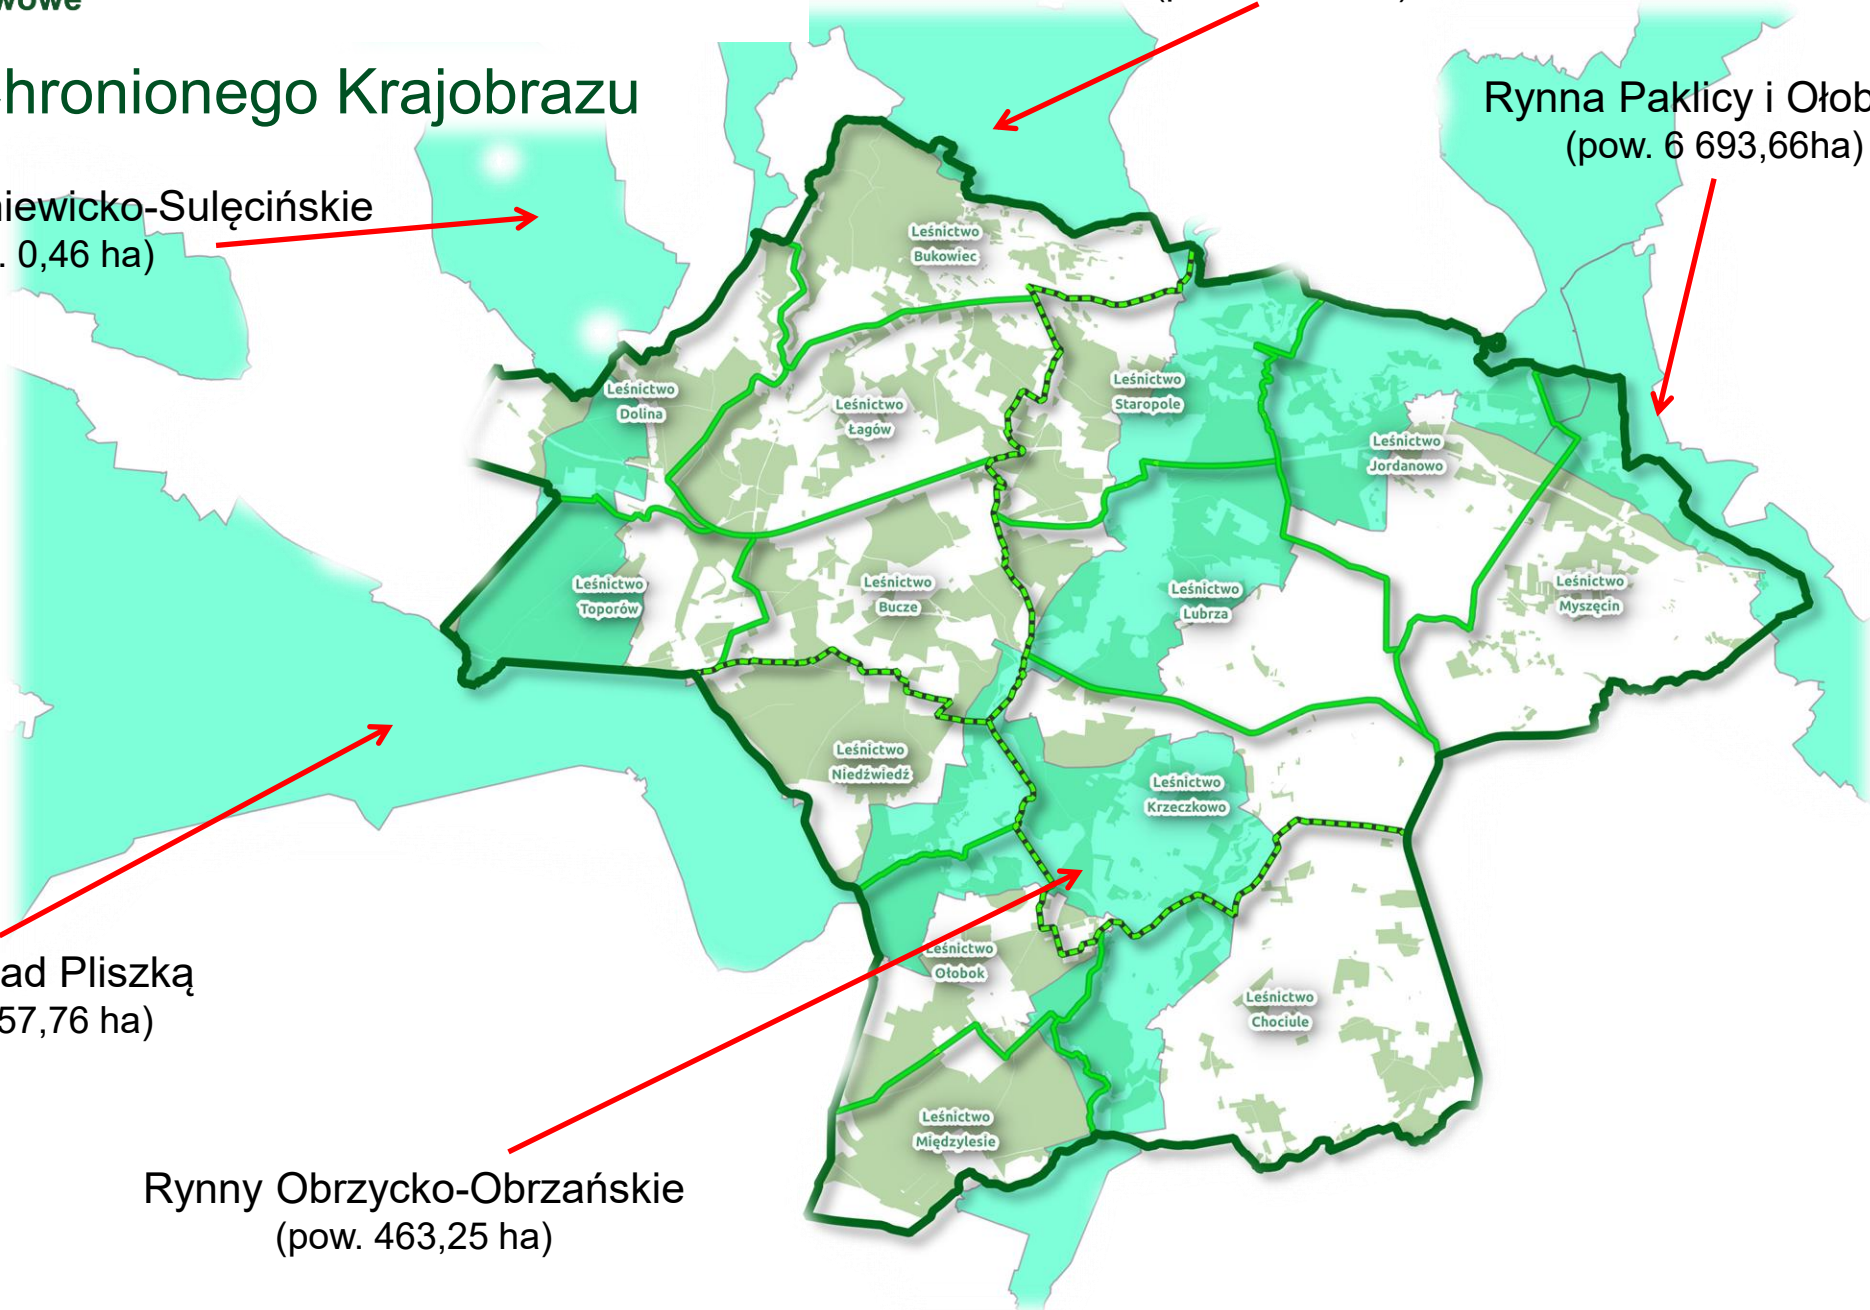 hronionego Krajobrazu
Rynna Paklicy i Ołob
(pow. 6 693,66ha)
niewicko-Sulęcińskie
. 0,46 ha)
Leśnictwo
Bukowiec
Leśnictwo
Dolina
Leśnictwo
Łagów
Leśnictwo
Staropole
Leśnictwo
Jordanowo
Leśnictwo
Toporów
Leśnictwo
Bucze
Leśnictwo
Lubrza
Leśnictwo
Myszęcin
Leśnictwo
Niedźwiedź
Leśnictwo
Krzeczkowo
Leśnictwo
Ołobok
Leśnictwo
Chociule
ad Pliszką
57,76 ha)
Leśnictwo
Międzylesie
Rynny Obrzycko-Obrzańskie
(pow. 463,25 ha)